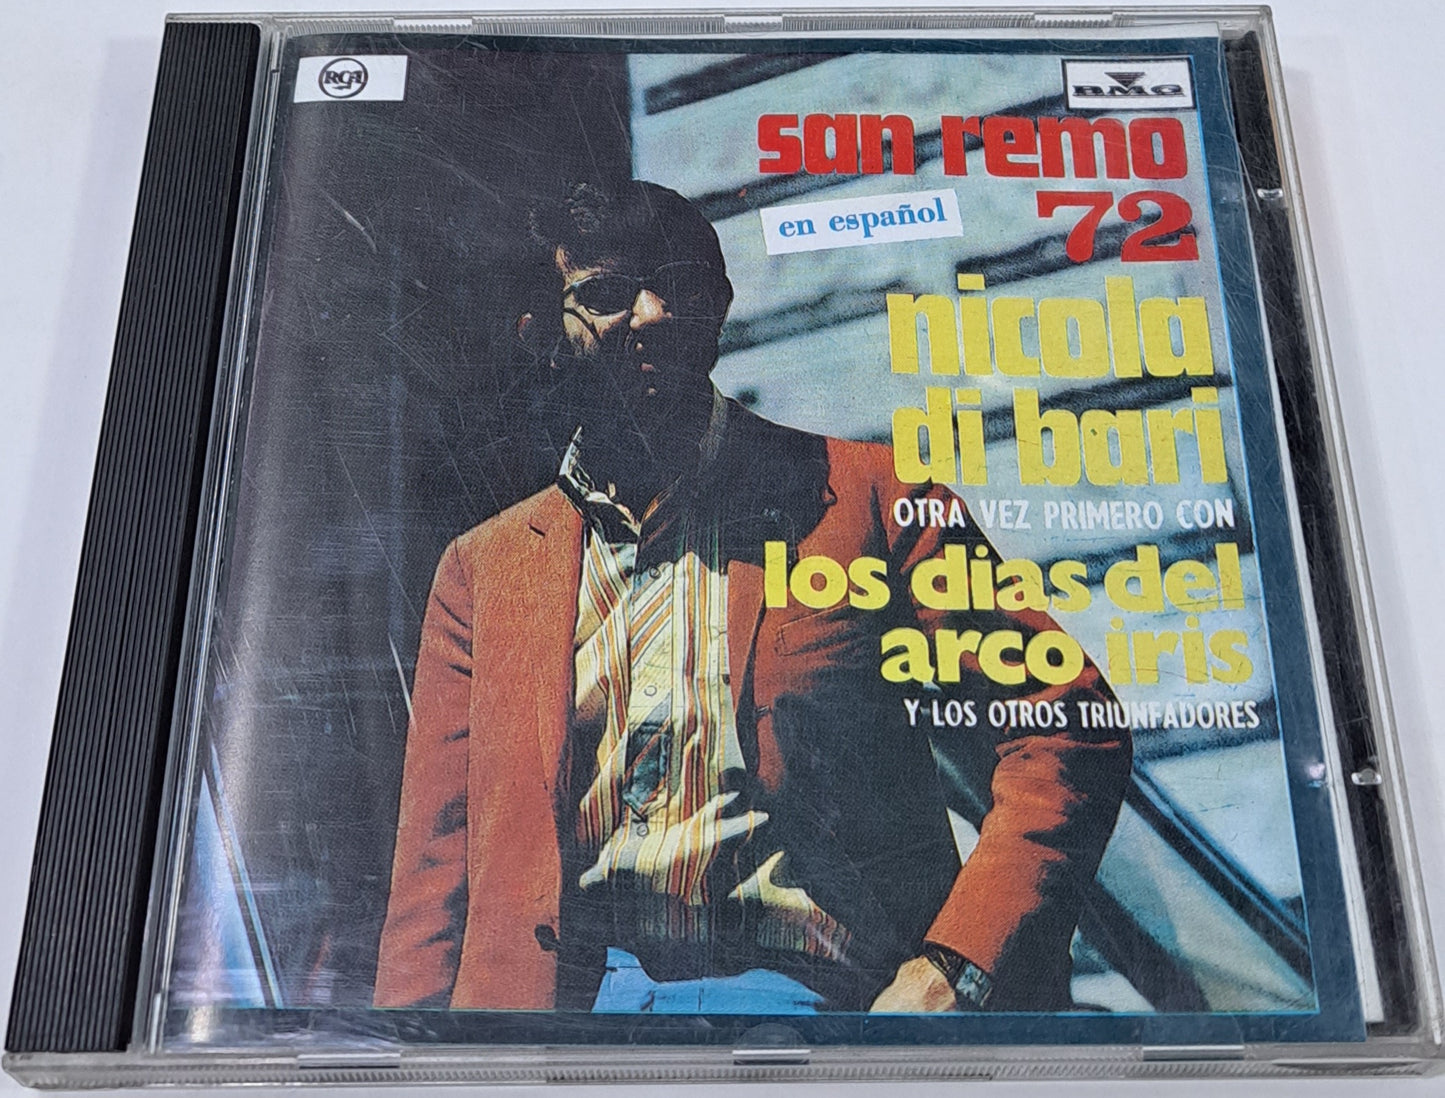 RCA
BMG
san remo
72
en español
nicola
di bari
OTRA VEZ PRIMERO CON
los dias del
arco iris
Y LOS OTROS TRIUNFADORES